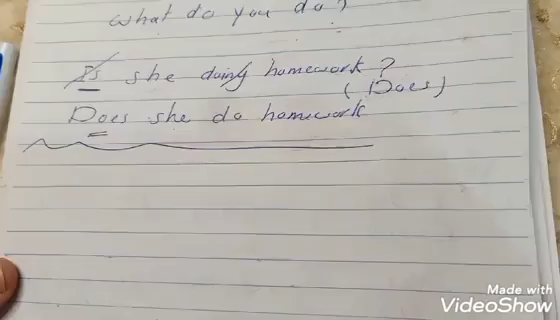 What do you do?
Is she doing homework?
(Does)
Does she do homework
Made with
VideoShow